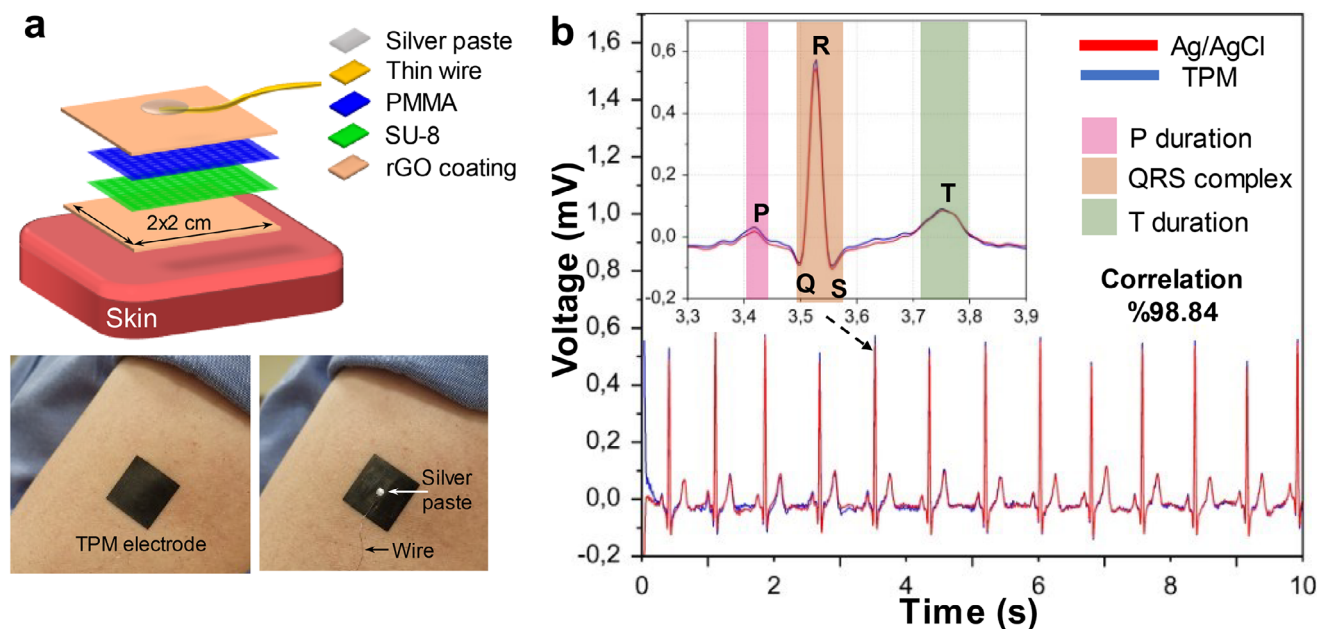 a
Silver paste
Thin wire
PMMA
SU-8
rGO coating
2x2 cm
Skin
TPM electrode
Silver
paste
Wire
b
Voltage (mV)
1,6
1,4
1,2
1,0
0,8
0,6
0,4
0,2
0,0
-0,2
0
2
4
6
8
10
Time (s)
0,6
0,4
0,2
0,0
-0,2
3,3
3,4
3,5
3,6
3,7
3,8
3,9
P
Q
R
S
T
Ag/AgCl
TPM
P duration
QRS complex
T duration
Correlation
%98.84